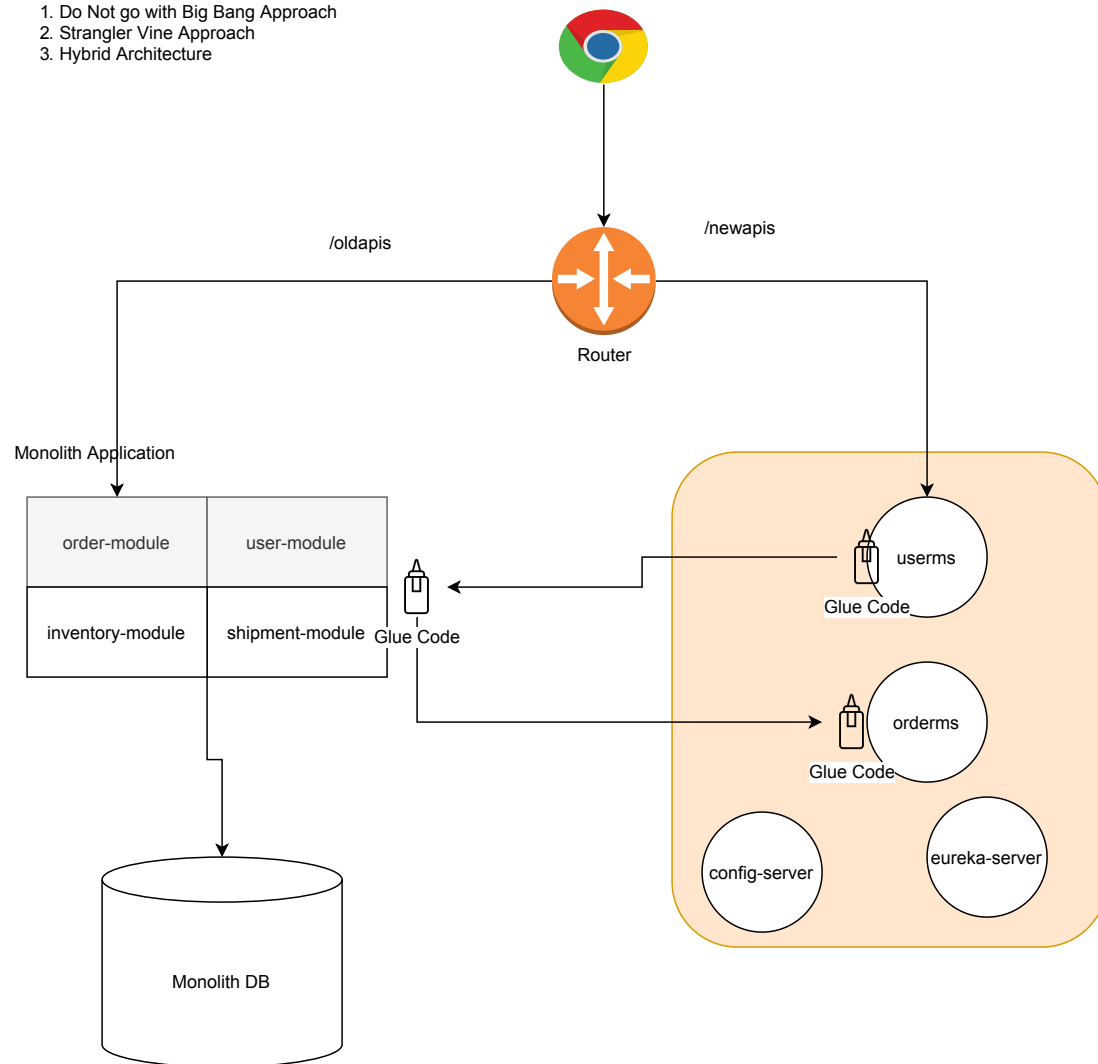 1. Do Not go with Big Bang Approach
2. Strangler Vine Approach
3. Hybrid Architecture
/oldapis
/newapis
Router
Monolith Application
order-module
user-module
inventory-module
shipment-module
Glue Code
userms
Glue Code
orderms
Glue Code
config-server
eureka-server
Monolith DB